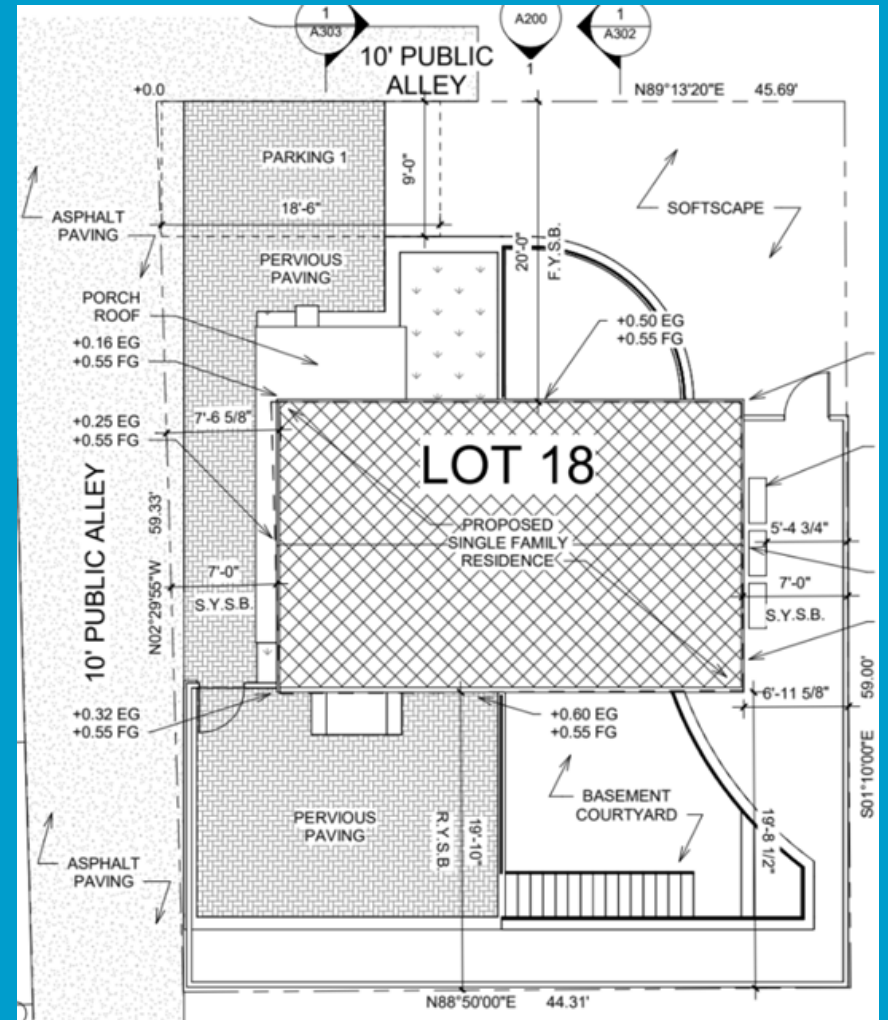 1
A303
A200
1
1
A302
10' PUBLIC
ALLEY
+0.0
N89°13'20"E 45.69'
PARKING 1
9'-0"
18'-6"
ASPHALT
PAVING
SOFTSCAPE
20'-0"
F.Y.S.B.
PERVIOUS
PAVING
PORCH
ROOF
+0.16 EG
+0.55 FG
+0.50 EG
+0.55 FG
7'-6 5/8"
+0.25 EG
+0.55 FG
LOT 18
10' PUBLIC ALLEY
N02°29'55"W 59.33'
PROPOSED
SINGLE FAMILY
RESIDENCE
5'-4 3/4"
7'-0"
S.Y.S.B.
7'-0"
S.Y.S.B.
6'-11 5/8"
S01°10'00"E 59.00'
+0.32 EG
+0.55 FG
+0.60 EG
+0.55 FG
BASEMENT
COURTYARD
PERVIOUS
PAVING
R.Y.S.B.
19'-10"
19'-8 1/2"
ASPHALT
PAVING
N88°50'00"E 44.31'